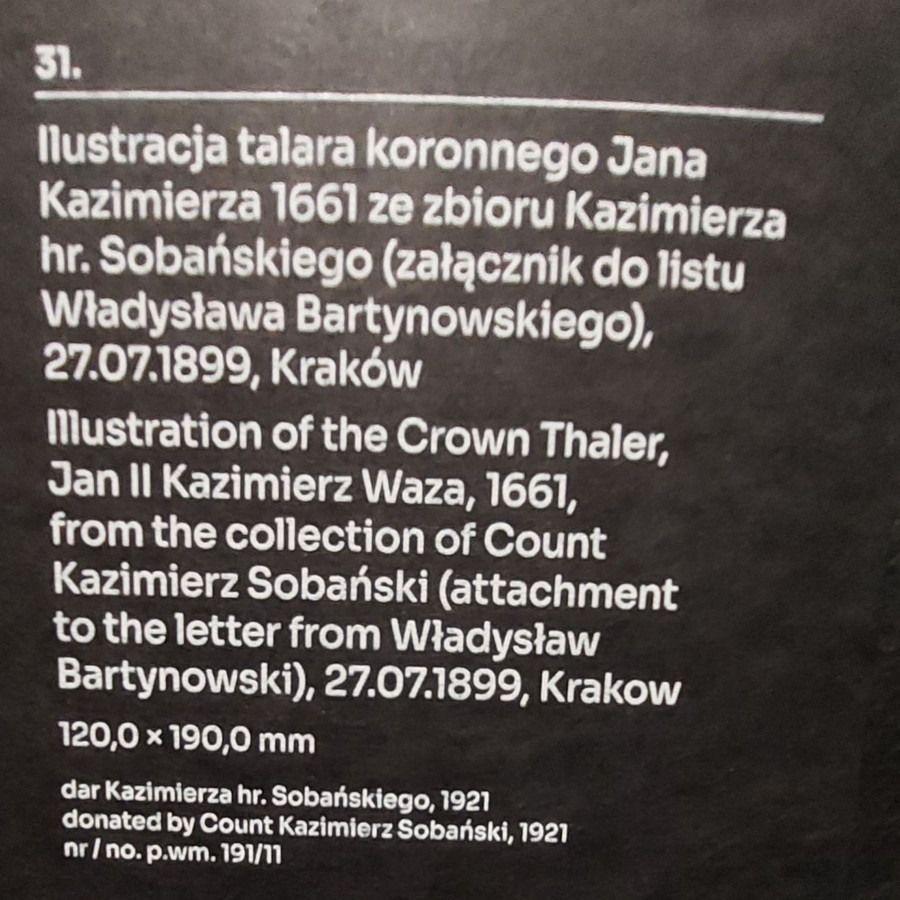 31.
Ilustracja talara koronnego Jana
Kazimierza 1661 ze zbioru Kazimierza
hr. Sobańskiego (załącznik do listu
Władysława Bartynowskiego),
27.07.1899, Kraków
Illustration of the Crown Thaler,
Jan II Kazimierz Waza, 1661,
from the collection of Count
Kazimierz Sobański (attachment
to the letter from Władysław
Bartynowski), 27.07.1899, Krakow
120,0 × 190,0 mm
dar Kazimierza hr. Sobańskiego, 1921
donated by Count Kazimierz Sobański, 1921
nr / no. p.wm. 191/11